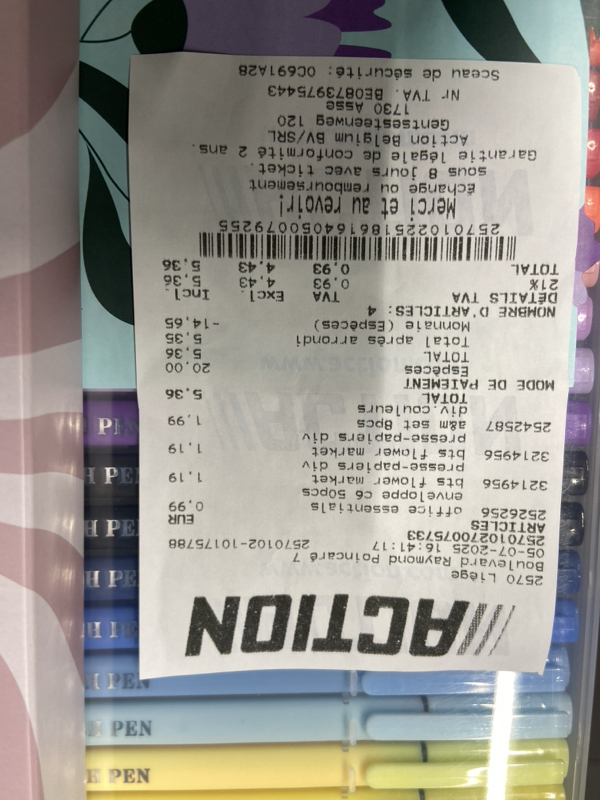 ///ACTION
2570 Liège
Boulevard Raymond Poincaré 7
05-07-2025 16:41:17 2570102-10175788
257010270075733
ARTICLES EUR
2526256 office essentials 0,99
enveloppe c6 50pcs
3214956 bts flower market 1,19
presse-papiers div
3214956 bts flower market 1,19
presse-papiers div
2542587 a&m set 8pcs 1,99
div.couleurs
TOTAL 5,36
MODE DE PAIEMENT
Espèces 20,00
TOTAL 5,36
Total après arrondi 5,35
Monnaie (Espèces) -14,65
NOMBRE D'ARTICLES: 4
DÉTAILS TVA TVA Excl. Incl.
21% 0,93 4,43 5,36
TOTAL 0,93 4,43 5,36
257010225186164050079255
Merci et au revoir!
Échange ou remboursement
sous 8 jours avec ticket.
Garantie légale de conformité 2 ans.
Action Belgium BV/SRL
Gentsesteenweg 120
1730 Asse
Nr TVA. BE0873975443
Sceau de sécurité: 0C691A28
PEN
H PEN
H PEN
H PEN
H PEN
H PEN
PEN
PEN